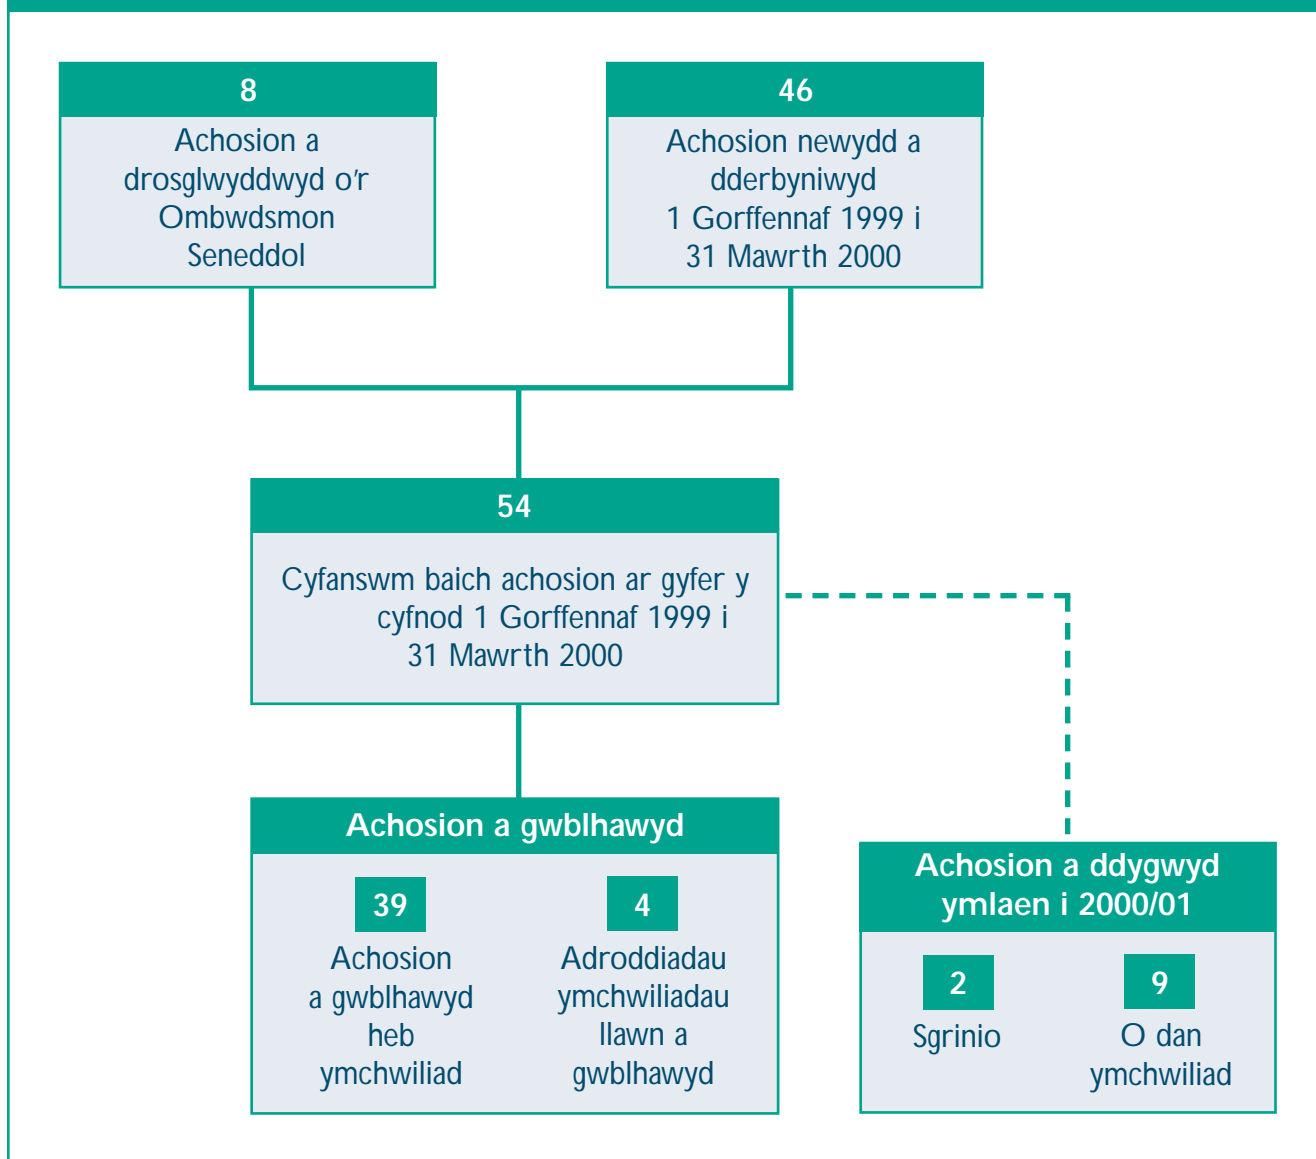 8
Achosion a
drosglwyddwyd o'r
Ombwdsmon
Seneddol
46
Achosion newydd a
dderbyniwyd
1 Gorffennaf 1999 i
31 Mawrth 2000
54
Cyfanswm baich achosion ar gyfer y
cyfnod 1 Gorffennaf 1999 i
31 Mawrth 2000
Achosion a gwblhawyd
39
Achosion
a gwblhawyd
heb
ymchwiliad
4
Adroddiadau
ymchwiliadau
llawn a
gwblhawyd
Achosion a ddygwyd
ymlaen i 2000/01
2
Sgrinio
9
O dan
ymchwiliad